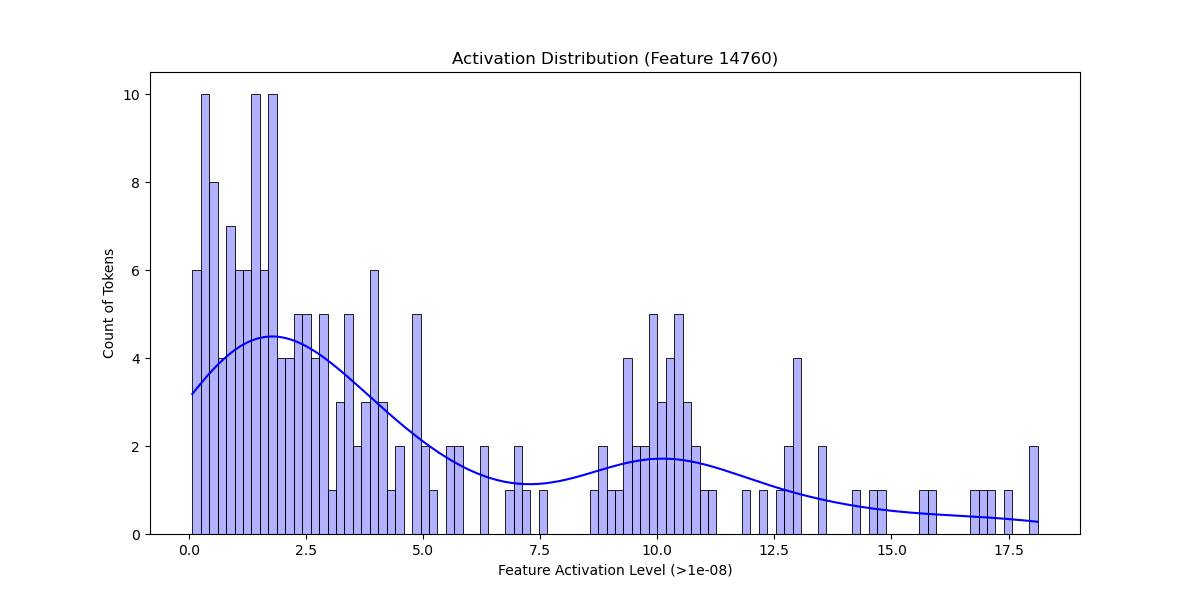 Activation Distribution (Feature 14760)
10
8
6
4
2
0
Count of Tokens
0.0 2.5 5.0 7.5 10.0 12.5 15.0 17.5
Feature Activation Level (>1e-08)